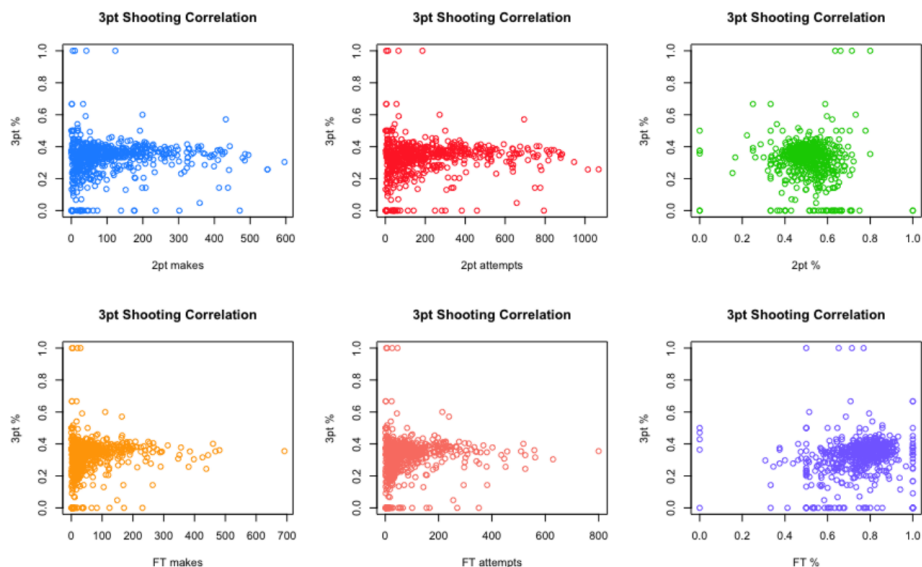 3pt Shooting Correlation 3pt Shooting Correlation 3pt Shooting Correlation
3pt % 3pt % 3pt %
1.0 1.0 1.0
0.8 0.8 0.8
0.6 0.6 0.6
0.4 0.4 0.4
0.2 0.2 0.2
0.0 0.0 0.0
0 100 200 300 400 500 600 0 200 400 600 800 1000 0.0 0.2 0.4 0.6 0.8 1.0
2pt makes 2pt attempts 2pt %
3pt Shooting Correlation 3pt Shooting Correlation 3pt Shooting Correlation
3pt % 3pt % 3pt %
1.0 1.0 1.0
0.8 0.8 0.8
0.6 0.6 0.6
0.4 0.4 0.4
0.2 0.2 0.2
0.0 0.0 0.0
0 100 200 300 400 500 600 700 0 200 400 600 800 0.0 0.2 0.4 0.6 0.8 1.0
FT makes FT attempts FT %